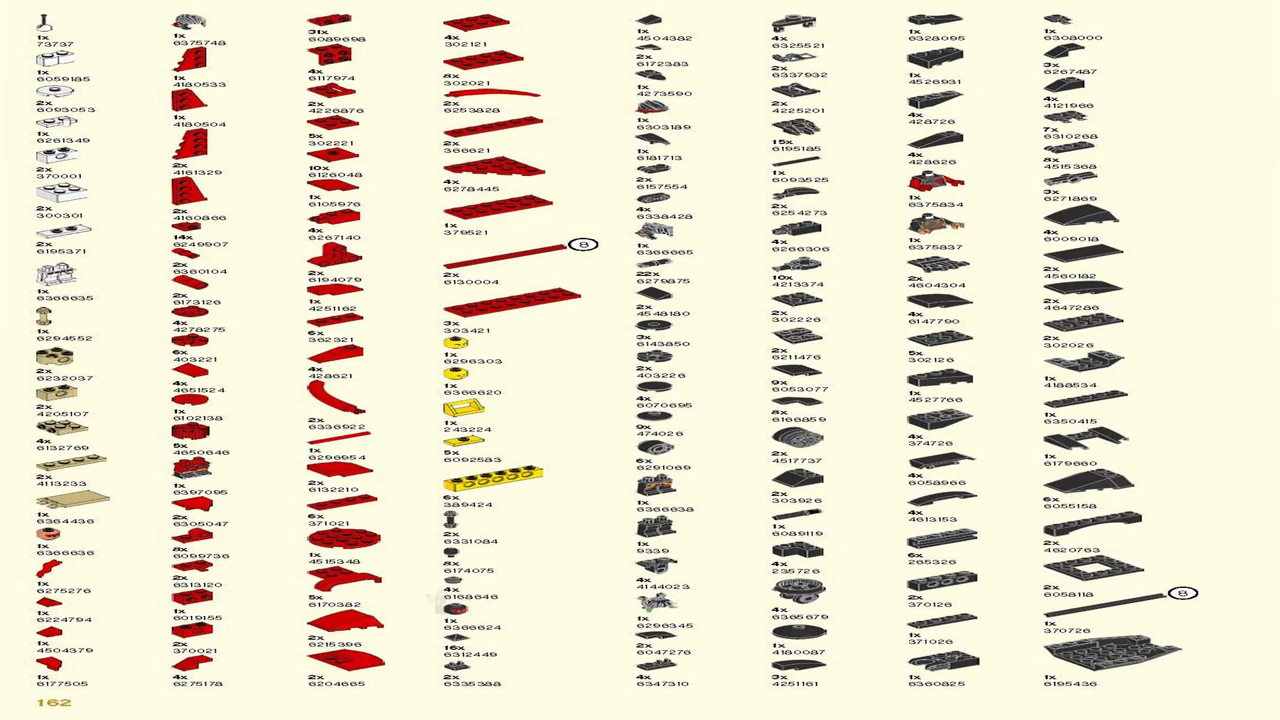 1x
73737
1x
6059185
2x
6093053
1x
6261349
2x
370001
2x
300301
2x
6195371
1x
6366635
1x
6294552
2x
6232037
2x
4205107
4x
6132769
2x
4113233
1x
6364436
1x
6366636
1x
6275276
1x
6224794
1x
4504379
1x
6177505
1x
6375748
1x
4180533
1x
4180504
2x
4161329
2x
4160866
14x
6249907
1x
6360104
2x
6173126
4x
4278275
6x
403221
4x
4651524
1x
6102138
5x
4650646
1x
6397095
2x
6305047
8x
6099736
2x
6313120
1x
6019155
2x
370021
4x
6275178
31x
6089698
4x
6117974
2x
4226876
5x
302221
10x
6126048
1x
6105976
4x
6267140
2x
6194079
1x
4251162
6x
362321
4x
428621
2x
6336922
1x
6296954
2x
6132210
6x
371021
1x
4515348
5x
6170382
2x
6215396
2x
6204665
4x
302121
8x
302021
2x
6253828
2x
366621
4x
6278445
1x
379521
8
2x
6130004
3x
303421
1x
6296303
1x
6366620
1x
243224
5x
6092583
6x
389424
2x
6331084
8x
6174075
4x
6168646
1x
6366624
16x
6312449
2x
6335388
1x
4504382
2x
6172383
1x
4273590
1x
6303189
1x
6181713
2x
6157554
4x
6338428
1x
6366665
22x
6279875
2x
4548180
3x
6143850
2x
403226
4x
6070695
9x
474026
6x
6291069
1x
6366638
1x
9339
4x
4144023
1x
6296345
2x
6047276
4x
6347310
4x
6325521
2x
6337932
2x
4225201
15x
6195185
1x
6093525
2x
6254273
4x
6266306
10x
4213374
2x
302226
2x
6211476
9x
6053077
8x
6166859
2x
4517737
2x
303926
1x
6089119
4x
235726
4x
6365679
1x
4180087
3x
4251161
1x
6328095
1x
4526931
4x
428726
4x
428626
1x
6375834
1x
6375837
2x
4604304
4x
6147790
5x
302126
1x
4527766
4x
374726
4x
6058966
4x
4613153
6x
265326
2x
370126
1x
371026
1x
6360825
1x
6308000
3x
6267487
4x
4121966
7x
6310268
8x
4515368
3x
6271869
4x
6009018
2x
4560182
2x
4647286
2x
302026
1x
4188534
1x
6350415
1x
6179660
6x
6055158
2x
4620763
2x
6058118
8
1x
370726
1x
6195436
162